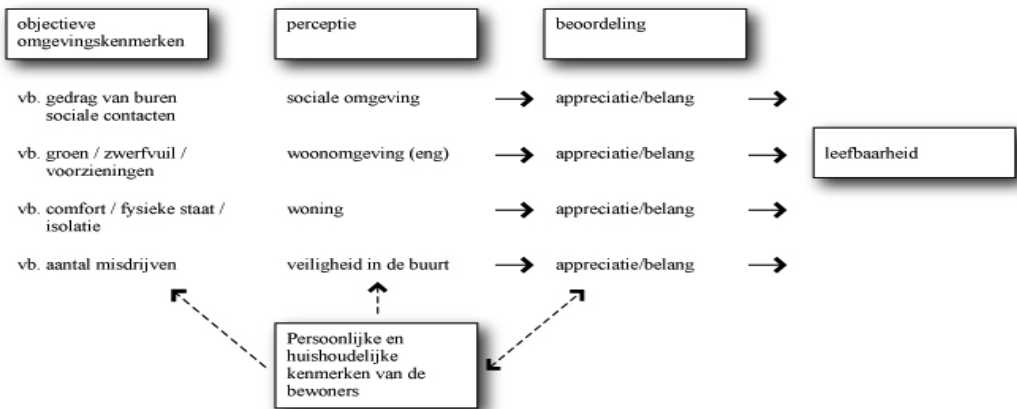 objectieve
omgevingskenmerken
perceptie
beoordeling
vb. gedrag van buren
sociale contacten
sociale omgeving
appreciatie/belang
vb. groen / zwerfvuil /
voorzieningen
woonomgeving (eng)
appreciatie/belang
leefbaarheid
vb. comfort / fysieke staat /
isolatie
woning
appreciatie/belang
vb. aantal misdrijven
veiligheid in de buurt
appreciatie/belang
Persoonlijke en
huishoudelijke
kenmerken van de
bewoners